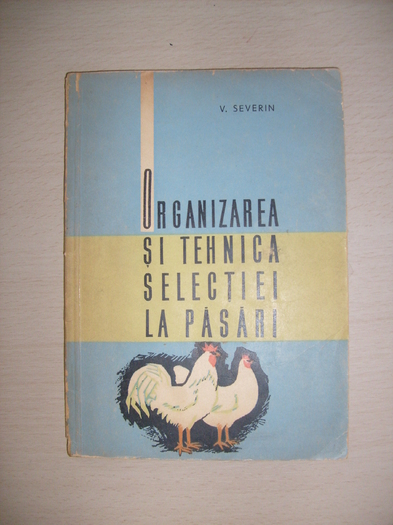 V. SEVERIN
ORGANIZAREA
ȘI TEHNICA
SELECȚIEI
LA PĂSĂRI